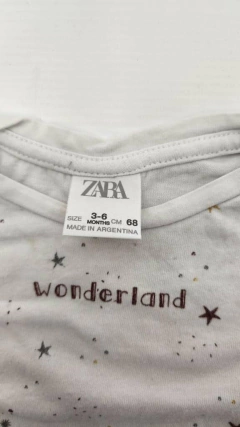 ZARA
SIZE 3-6 MONTHS CM 68
MADE IN ARGENTINA
wonderland